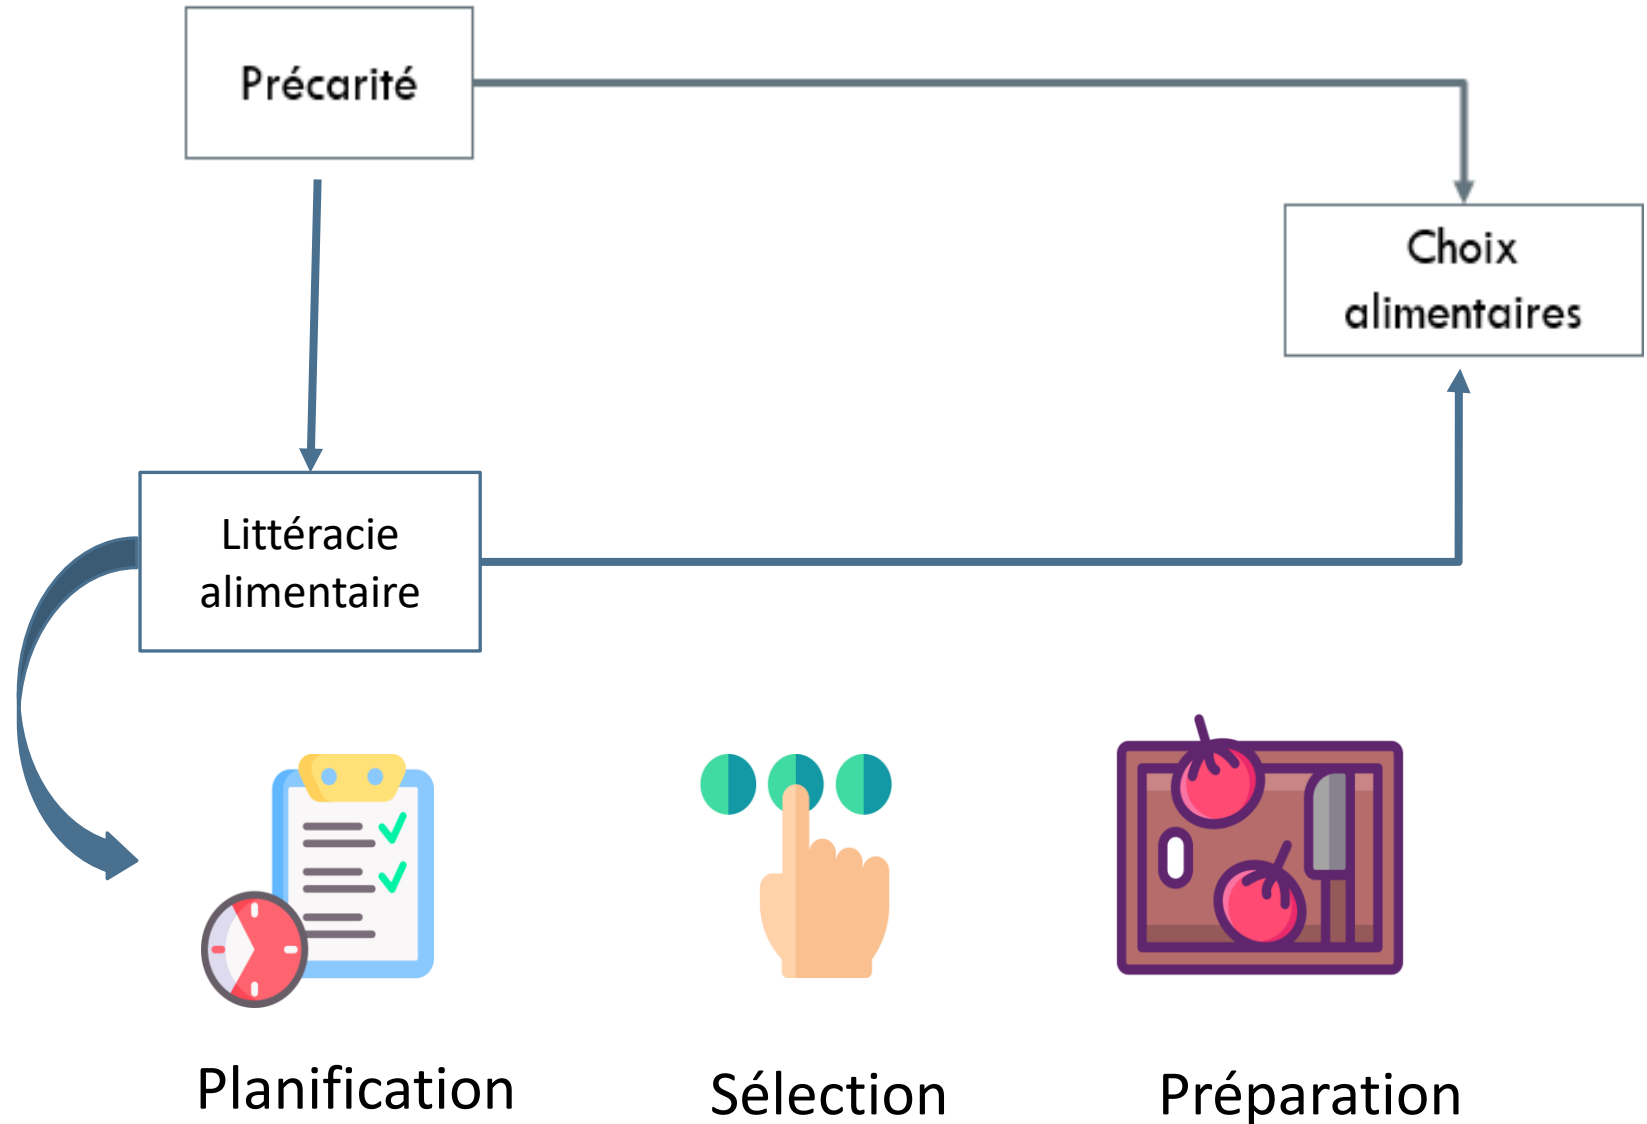 Précarité
Choix
alimentaires
Littéracie
alimentaire
Planification
Sélection
Préparation